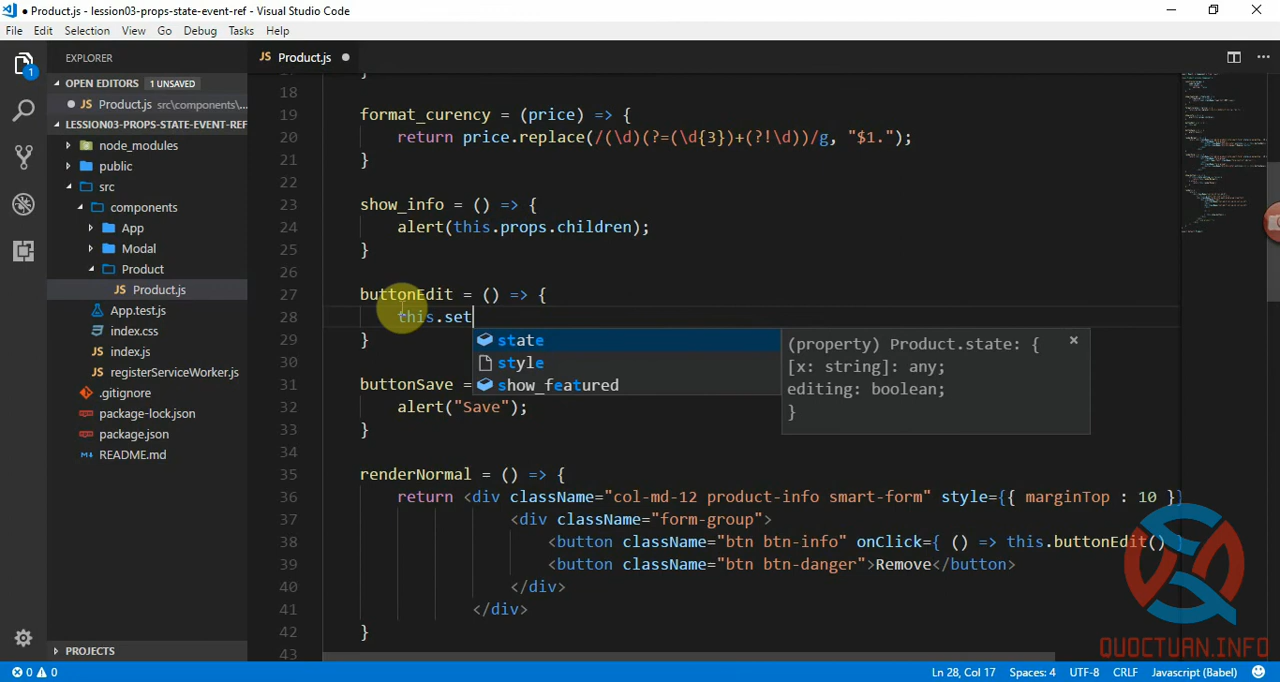 Product.js - lession03-props-state-event-ref - Visual Studio Code
File Edit Selection View Go Debug Tasks Help
EXPLORER
OPEN EDITORS 1 UNSAVED
Product.js src\components\...
LESSION03-PROPS-STATE-EVENT-REF
node_modules
public
src
components
App
Modal
Product
Product.js
App.test.js
index.css
index.js
registerServiceWorker.js
.gitignore
package-lock.json
package.json
README.md
PROJECTS
1
JS Product.js
18
19 format_curency = (price) => {
20 return price.replace(/(\d)(?=(\d{3})+(?!\d))/g, "$1.");
21 }
22
23 show_info = () => {
24 alert(this.props.children);
25 }
26
27 buttonEdit = () => {
28 this.set
29 }
30
31 buttonSave =
32 alert("Save");
33 }
34
35 renderNormal = () => {
36 return <div className="col-md-12 product-info smart-form" style={{ marginTop : 10 }}
37 <div className="form-group">
38 <button className="btn btn-info" onClick={ () => this.buttonEdit() }
39 <button className="btn btn-danger">Remove</button>
40 </div>
41 </div>
42 }
43
state
style
show_featured
(property) Product.state: {
[x: string]: any;
editing: boolean;
}
QUOCTUAN.INFO
0 0
Ln 28, Col 17 Spaces: 4 UTF-8 CRLF Javascript (Babel)